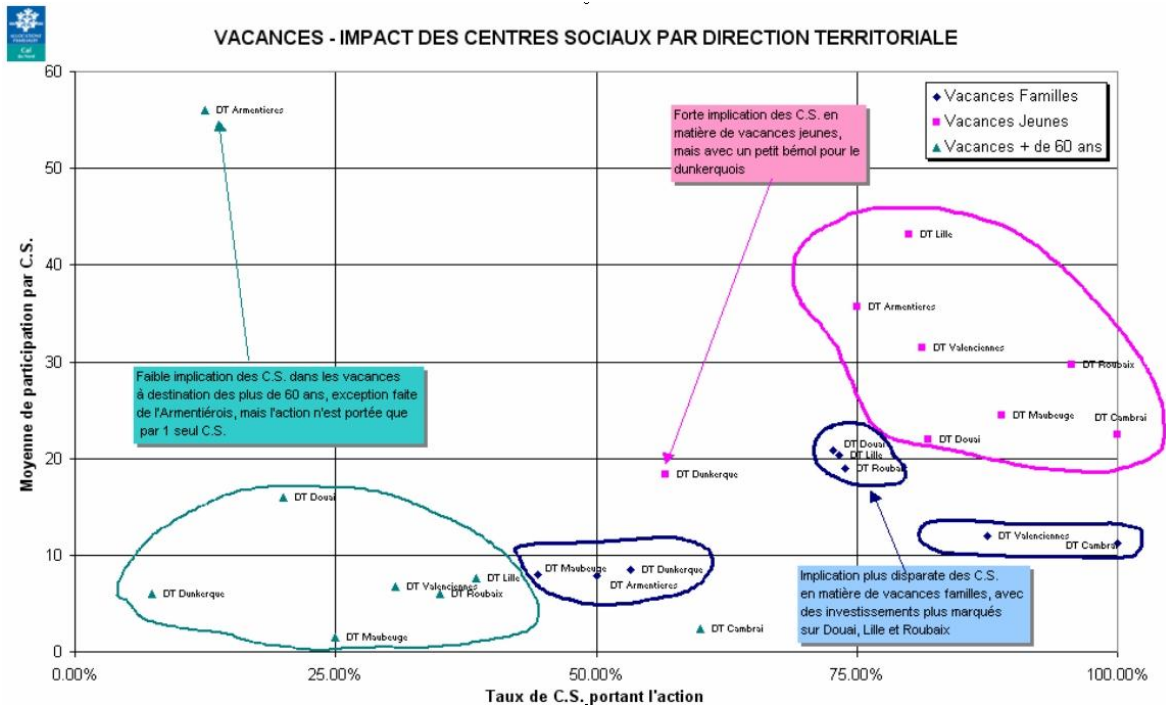 VACANCES - IMPACT DES CENTRES SOCIAUX PAR DIRECTION TERRITORIALE
Moyenne de participation par C.S.
60
50
40
30
20
10
0
0.00%
25.00%
50.00%
75.00%
100.00%
Taux de C.S. portant l'action
Vacances Familles
Vacances Jeunes
Vacances + de 60 ans
DT Armentieres
Forte implication des C.S. en
matière de vacances jeunes,
mais avec un petit bémol pour le
dunkerquois
DT Lille
DT Armentieres
DT Valenciennes
DT Roubaix
DT Maubeuge
DT Cambrai
DT Douai
Faible implication des C.S. dans les vacances
à destination des plus de 60 ans, exception faite
de l'Armentiérois, mais l'action n'est portée que
par 1 seul C.S.
DT Dunkerque
DT Douai
DT Lille
DT Roubaix
DT Douai
DT Dunkerque
DT Valenciennes
DT Lille
DT Roubaix
DT Maubeuge
DT Maubeuge
DT Dunkerque
DT Armentieres
DT Valenciennes
DT Cambrai
DT Cambrai
Implication plus disparate des C.S.
en matière de vacances familles, avec
des investissements plus marqués
sur Douai, Lille et Roubaix